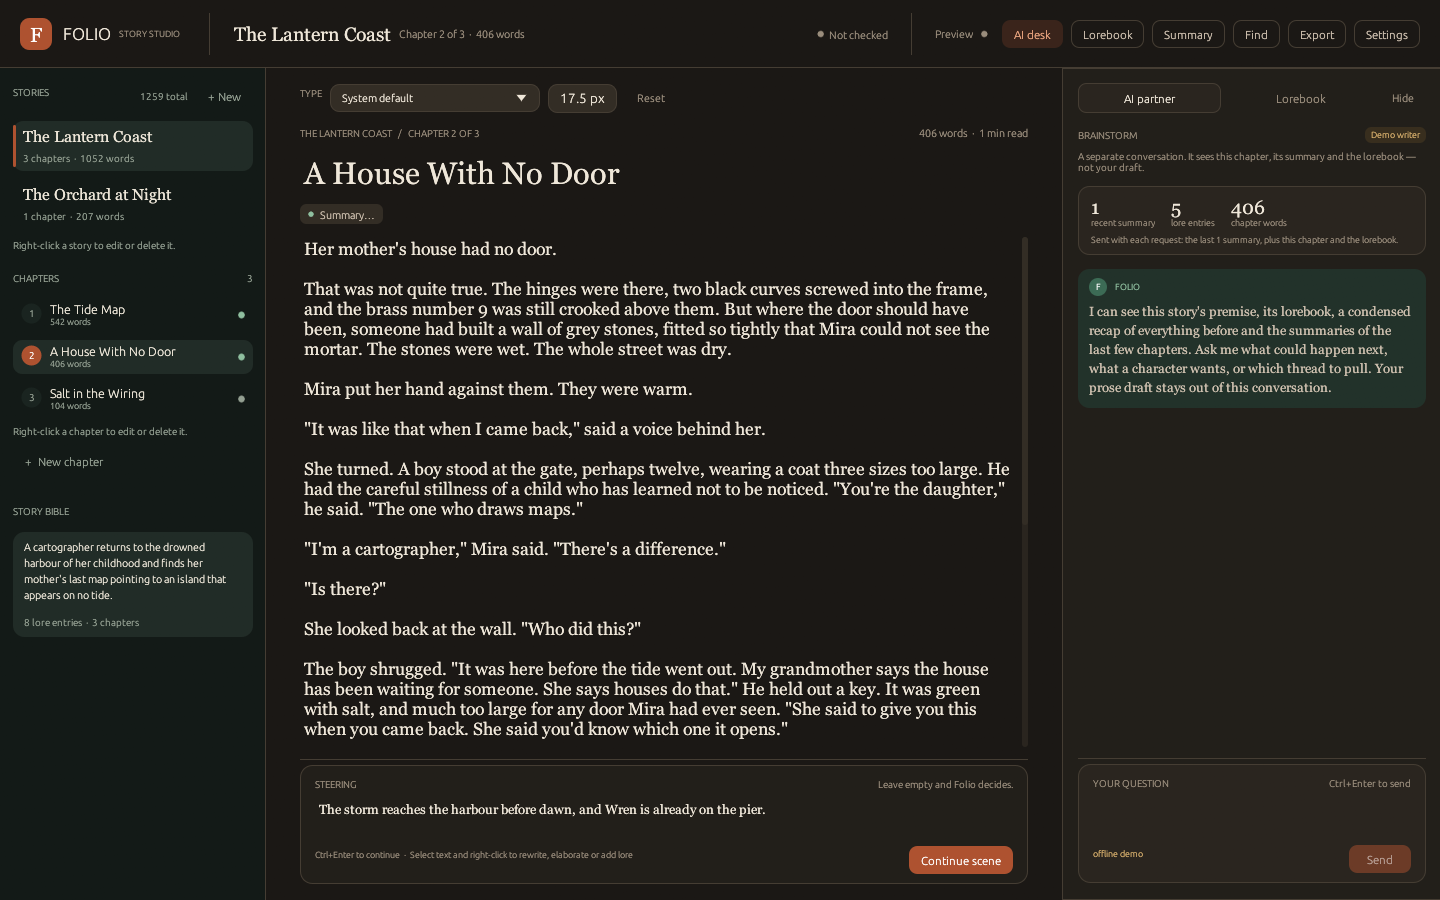 F FOLIO STORY STUDIO
The Lantern Coast Chapter 2 of 3 · 406 words
Not checked
Preview
AI desk
Lorebook
Summary
Find
Export
Settings
STORIES 1259 total + New
The Lantern Coast
3 chapters · 1052 words
The Orchard at Night
1 chapter · 207 words
Right-click a story to edit or delete it.
CHAPTERS 3
1 The Tide Map
542 words
2 A House With No Door
406 words
3 Salt in the Wiring
104 words
Right-click a chapter to edit or delete it.
+ New chapter
STORY BIBLE
A cartographer returns to the drowned
harbour of her childhood and finds her
mother's last map pointing to an island that
appears on no tide.
8 lore entries · 3 chapters
TYPE System default 17.5 px Reset
THE LANTERN COAST / CHAPTER 2 OF 3 406 words · 1 min read
A House With No Door
Summary...
Her mother's house had no door.
That was not quite true. The hinges were there, two black curves screwed into the frame,
and the brass number 9 was still crooked above them. But where the door should have
been, someone had built a wall of grey stones, fitted so tightly that Mira could not see the
mortar. The stones were wet. The whole street was dry.
Mira put her hand against them. They were warm.
"It was like that when I came back," said a voice behind her.
She turned. A boy stood at the gate, perhaps twelve, wearing a coat three sizes too large. He
had the careful stillness of a child who has learned not to be noticed. "You're the daughter,"
he said. "The one who draws maps."
"I'm a cartographer," Mira said. "There's a difference."
"Is there?"
She looked back at the wall. "Who did this?"
The boy shrugged. "It was here before the tide went out. My grandmother says the house
has been waiting for someone. She says houses do that." He held out a key. It was green
with salt, and much too large for any door Mira had ever seen. "She said to give you this
when you came back. She said you'd know which one it opens."
STEERING Leave empty and Folio decides.
The storm reaches the harbour before dawn, and Wren is already on the pier.
Ctrl+Enter to continue · Select text and right-click to rewrite, elaborate or add lore
Continue scene
AI partner Lorebook Hide
BRAINSTORM Demo writer
A separate conversation. It sees this chapter, its summary and the lorebook —
not your draft.
1 5 406
recent summary lore entries chapter words
Sent with each request: the last 1 summary, plus this chapter and the lorebook.
F FOLIO
I can see this story's premise, its lorebook, a condensed
recap of everything before and the summaries of the
last few chapters. Ask me what could happen next,
what a character wants, or which thread to pull. Your
prose draft stays out of this conversation.
YOUR QUESTION Ctrl+Enter to send
offline demo
Send